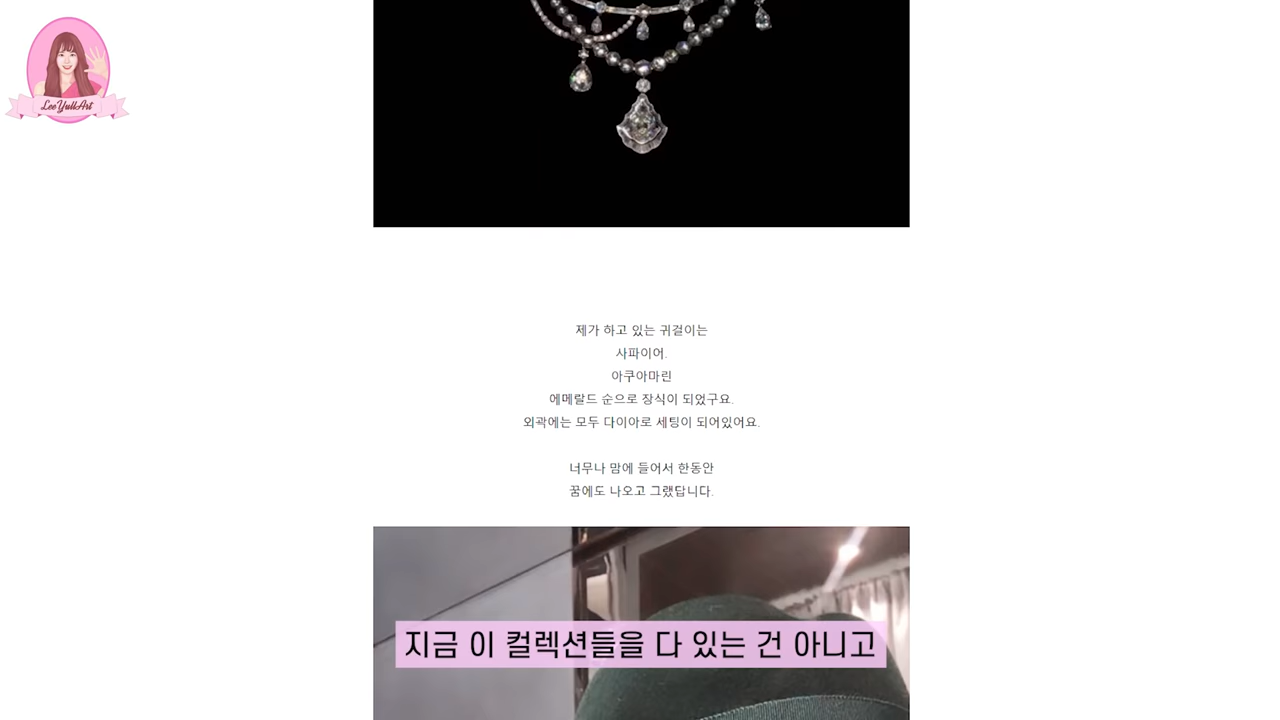 LeeYullArt
제가 하고 있는 귀걸이는
사파이어.
아쿠아마린
에메랄드 순으로 장식이 되었구요.
외곽에는 모두 다이아로 세팅이 되어있어요.
너무나 맘에 들어서 한동안
꿈에도 나오고 그랬답니다.
지금 이 컬렉션들을 다 있는 건 아니고